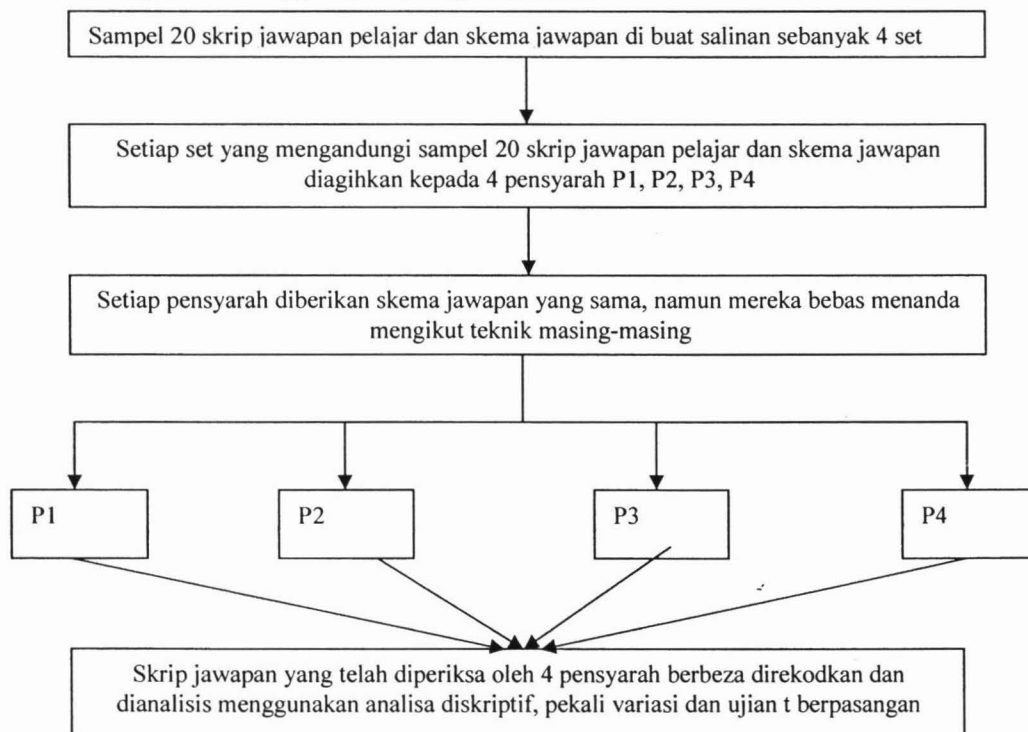 Sampel 20 skrip jawapan pelajar dan skema jawapan di buat salinan sebanyak 4 set
Setiap set yang mengandungi sampel 20 skrip jawapan pelajar dan skema jawapan
diagihkan kepada 4 pensyarah P1, P2, P3, P4
Setiap pensyarah diberikan skema jawapan yang sama, namun mereka bebas menanda
mengikut teknik masing-masing
P1
P2
P3
P4
Skrip jawapan yang telah diperiksa oleh 4 pensyarah berbeza direkodkan dan
dianalisis menggunakan analisa diskriptif, pekali variasi dan ujian t berpasangan